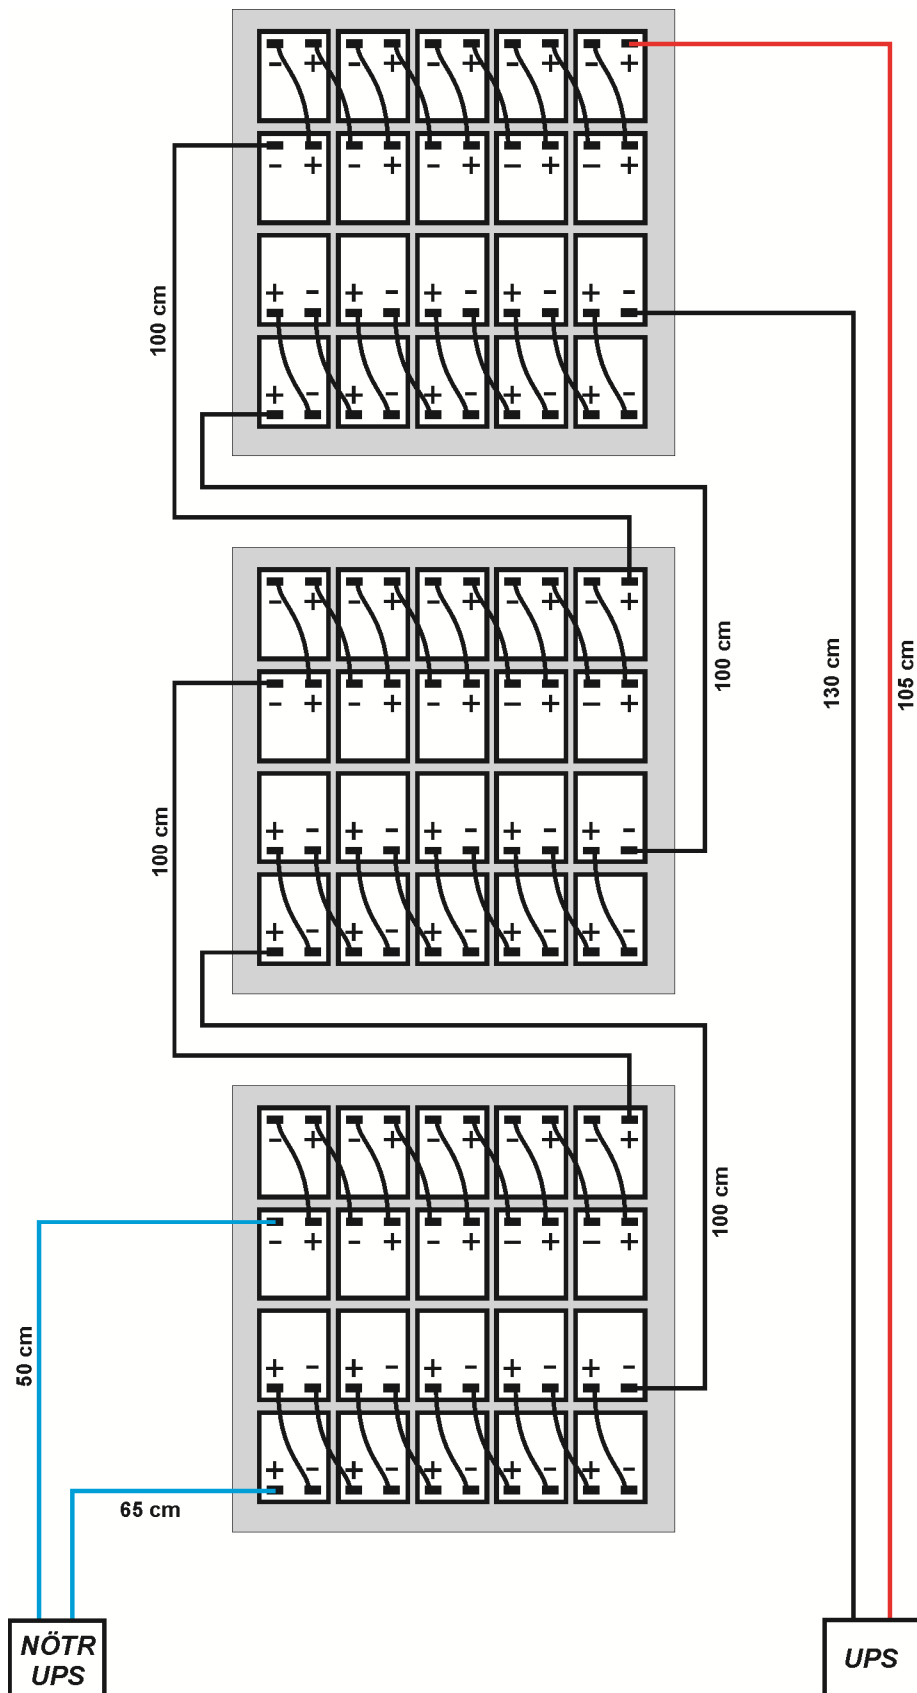 - + - + - + - + - +
- + - + - + - + - +
100 cm
+ - + - + - + - + -
+ - + - + - + - + -
- + - + - + - + - +
100 cm
130 cm
105 cm
- + - + - + - + - +
100 cm
+ - + - + - + - + -
+ - + - + - + - + -
- + - + - + - + - +
100 cm
- + - + - + - + - +
50 cm
+ - + - + - + - + -
+ - + - + - + - + -
65 cm
NÖTR
UPS
UPS